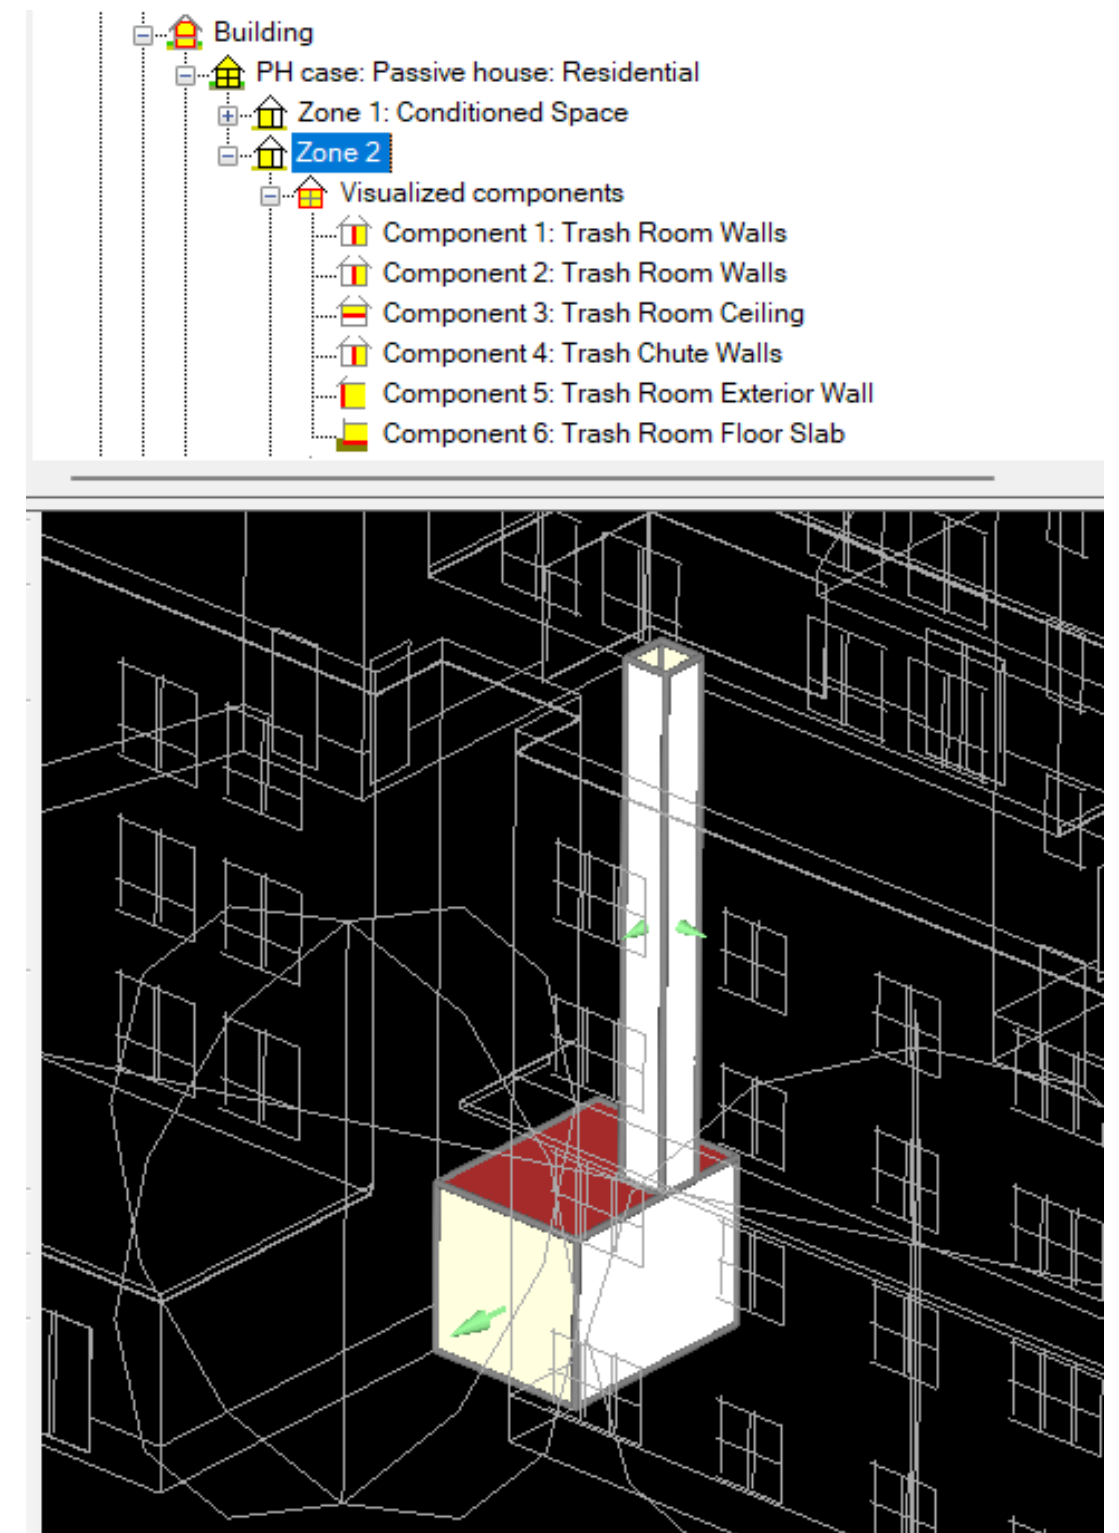 Building
PH case: Passive house: Residential
Zone 1: Conditioned Space
Zone 2
Visualized components
Component 1: Trash Room Walls
Component 2: Trash Room Walls
Component 3: Trash Room Ceiling
Component 4: Trash Chute Walls
Component 5: Trash Room Exterior Wall
Component 6: Trash Room Floor Slab